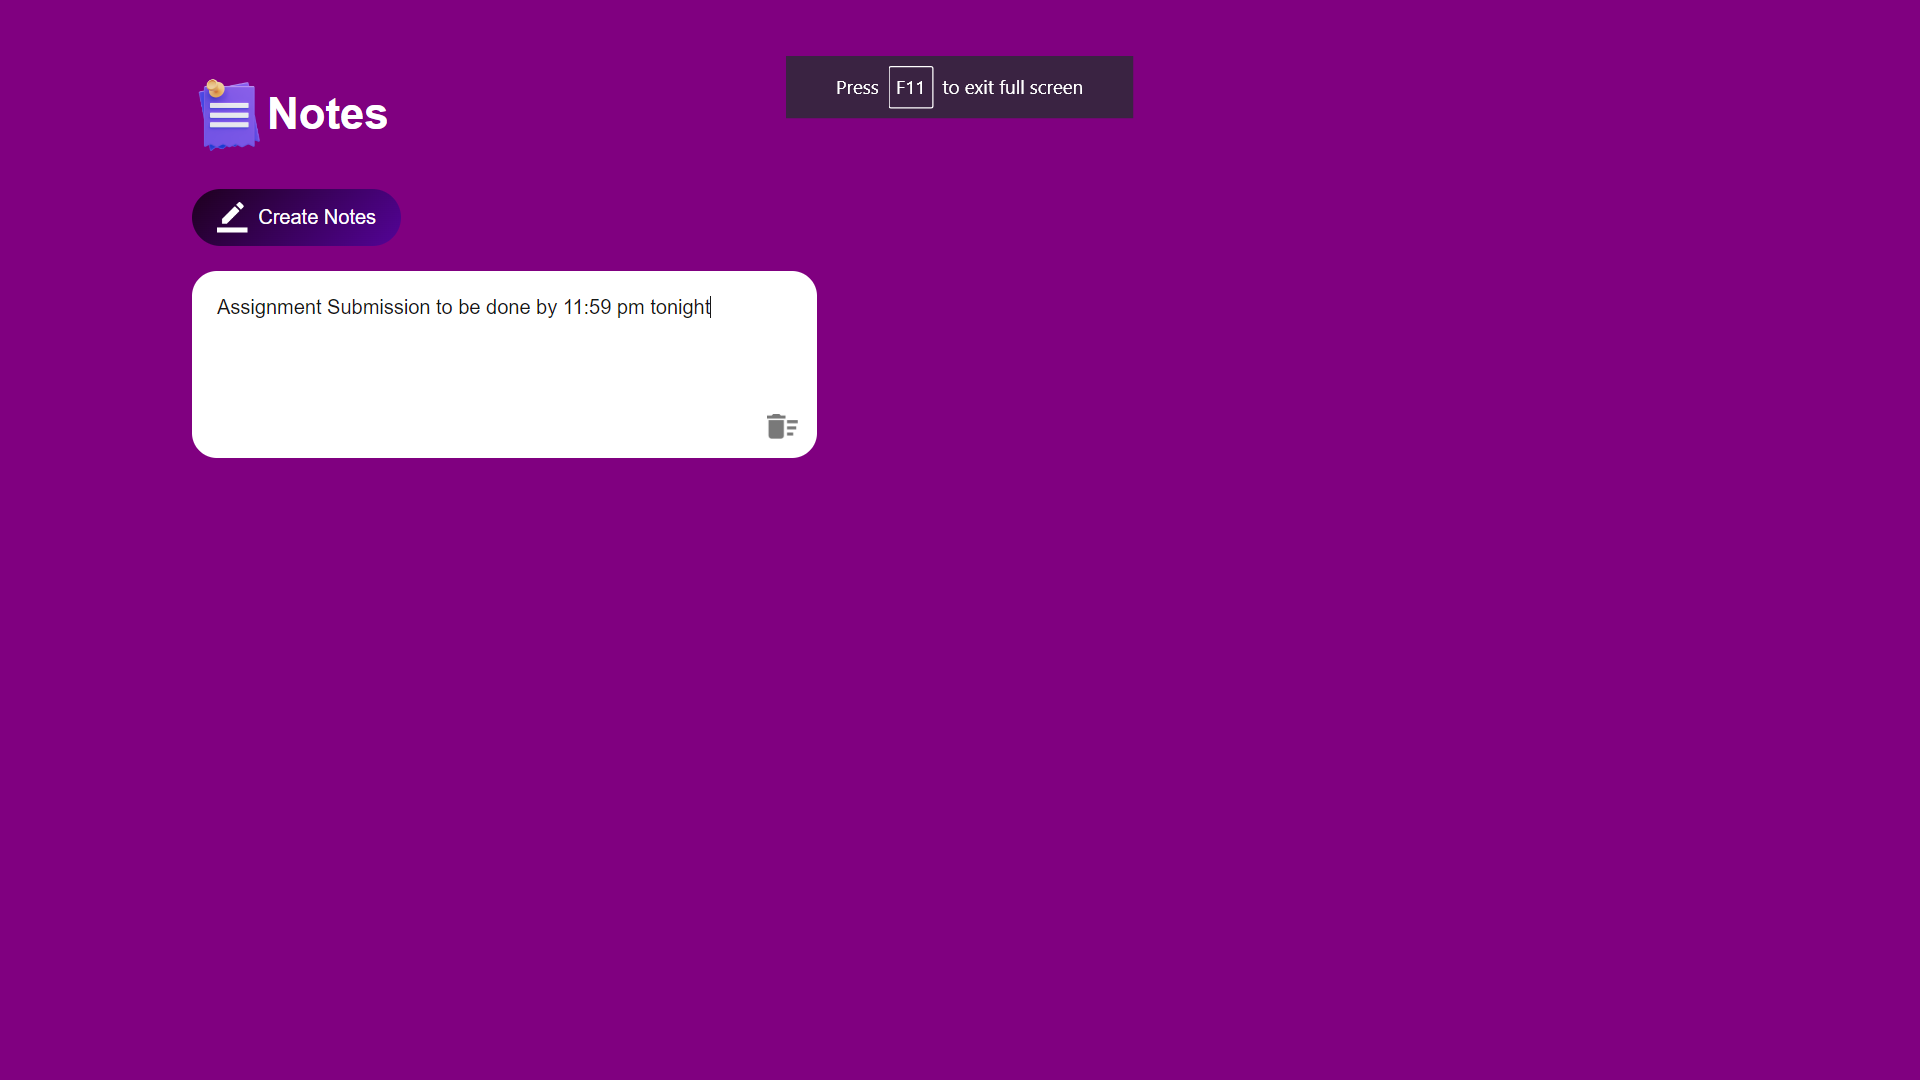 Press F11 to exit full screen
Notes
Create Notes
Assignment Submission to be done by 11:59 pm tonight